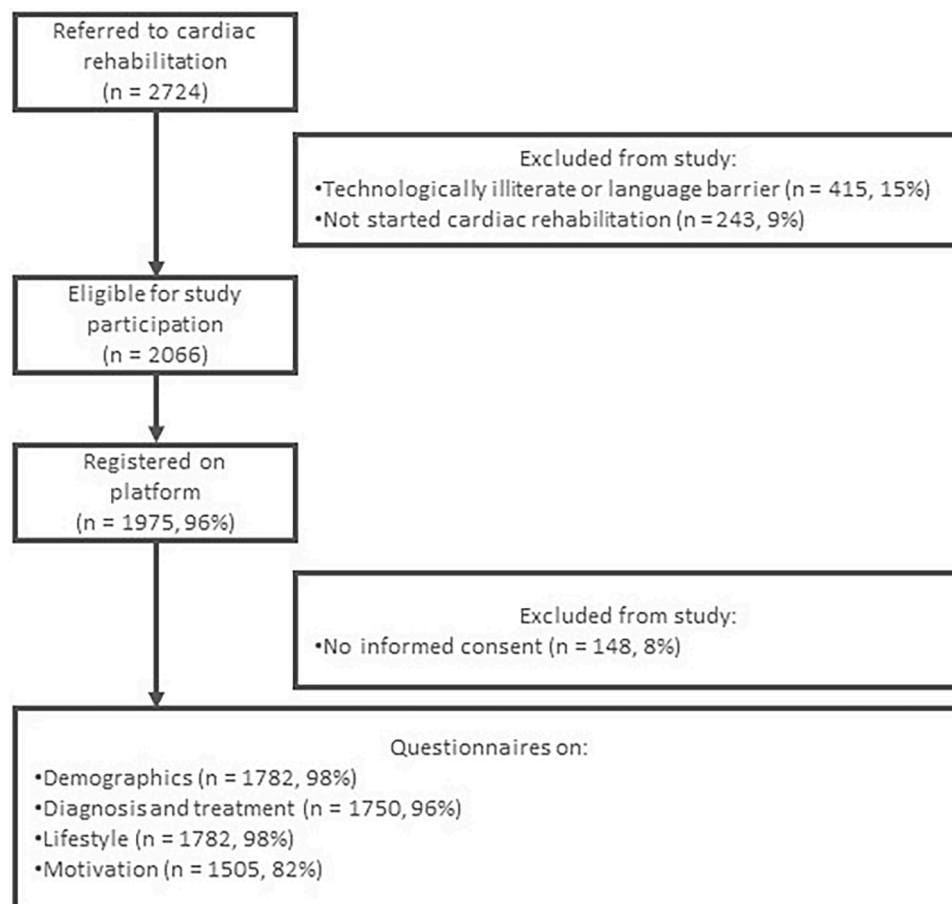 Referred to cardiac
rehabilitation
(n = 2724)
Excluded from study:
•Technologically illiterate or language barrier (n = 415, 15%)
•Not started cardiac rehabilitation (n = 243, 9%)
Eligible for study
participation
(n = 2066)
Registered on
platform
(n = 1975, 96%)
Excluded from study:
•No informed consent (n = 148, 8%)
Questionnaires on:
•Demographics (n = 1782, 98%)
•Diagnosis and treatment (n = 1750, 96%)
•Lifestyle (n = 1782, 98%)
•Motivation (n = 1505, 82%)